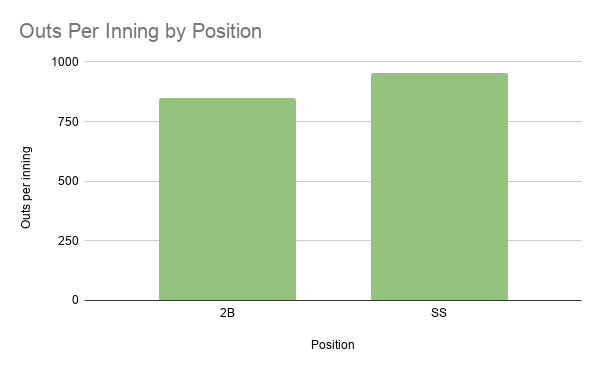 Outs Per Inning by Position
1000
750
500
250
0
Outs per inning
2B SS
Position